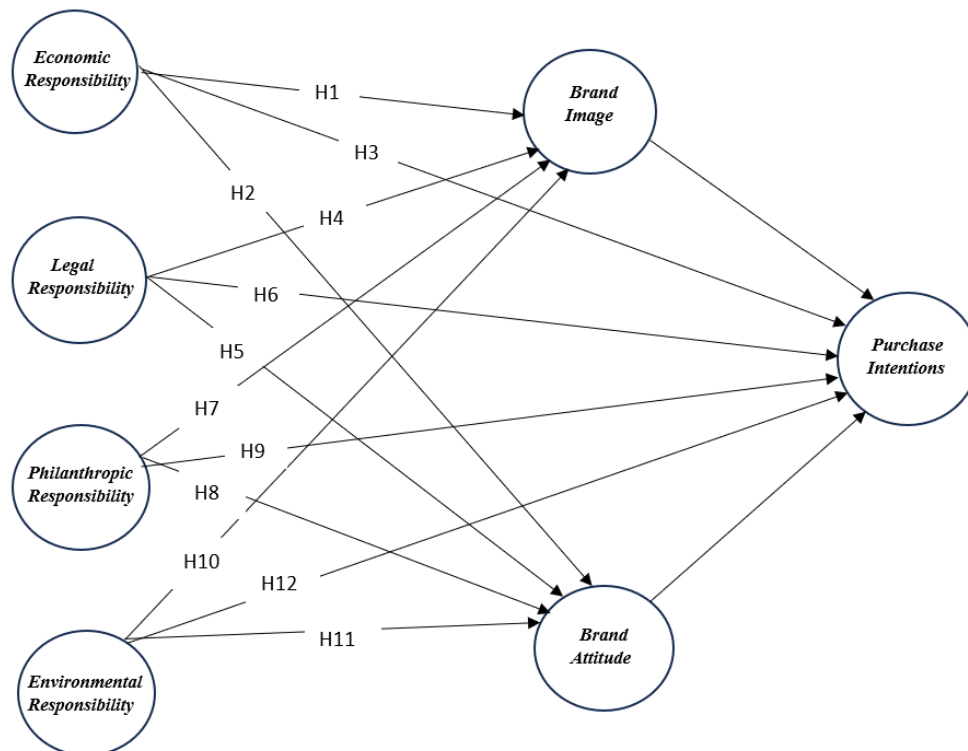 Economic
Responsibility
H1
Brand
Image
H3
H2
H4
Legal
Responsibility
H6
H5
Purchase
Intentions
H7
H9
Philanthropic
Responsibility
H8
H10
H12
H11
Brand
Attitude
Environmental
Responsibility